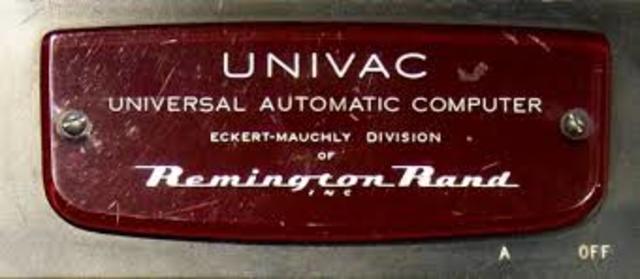 UNIVAC
UNIVERSAL AUTOMATIC COMPUTER
ECKERT-MAUCHLY DIVISION
OF
Remington Rand
INC
A OFF